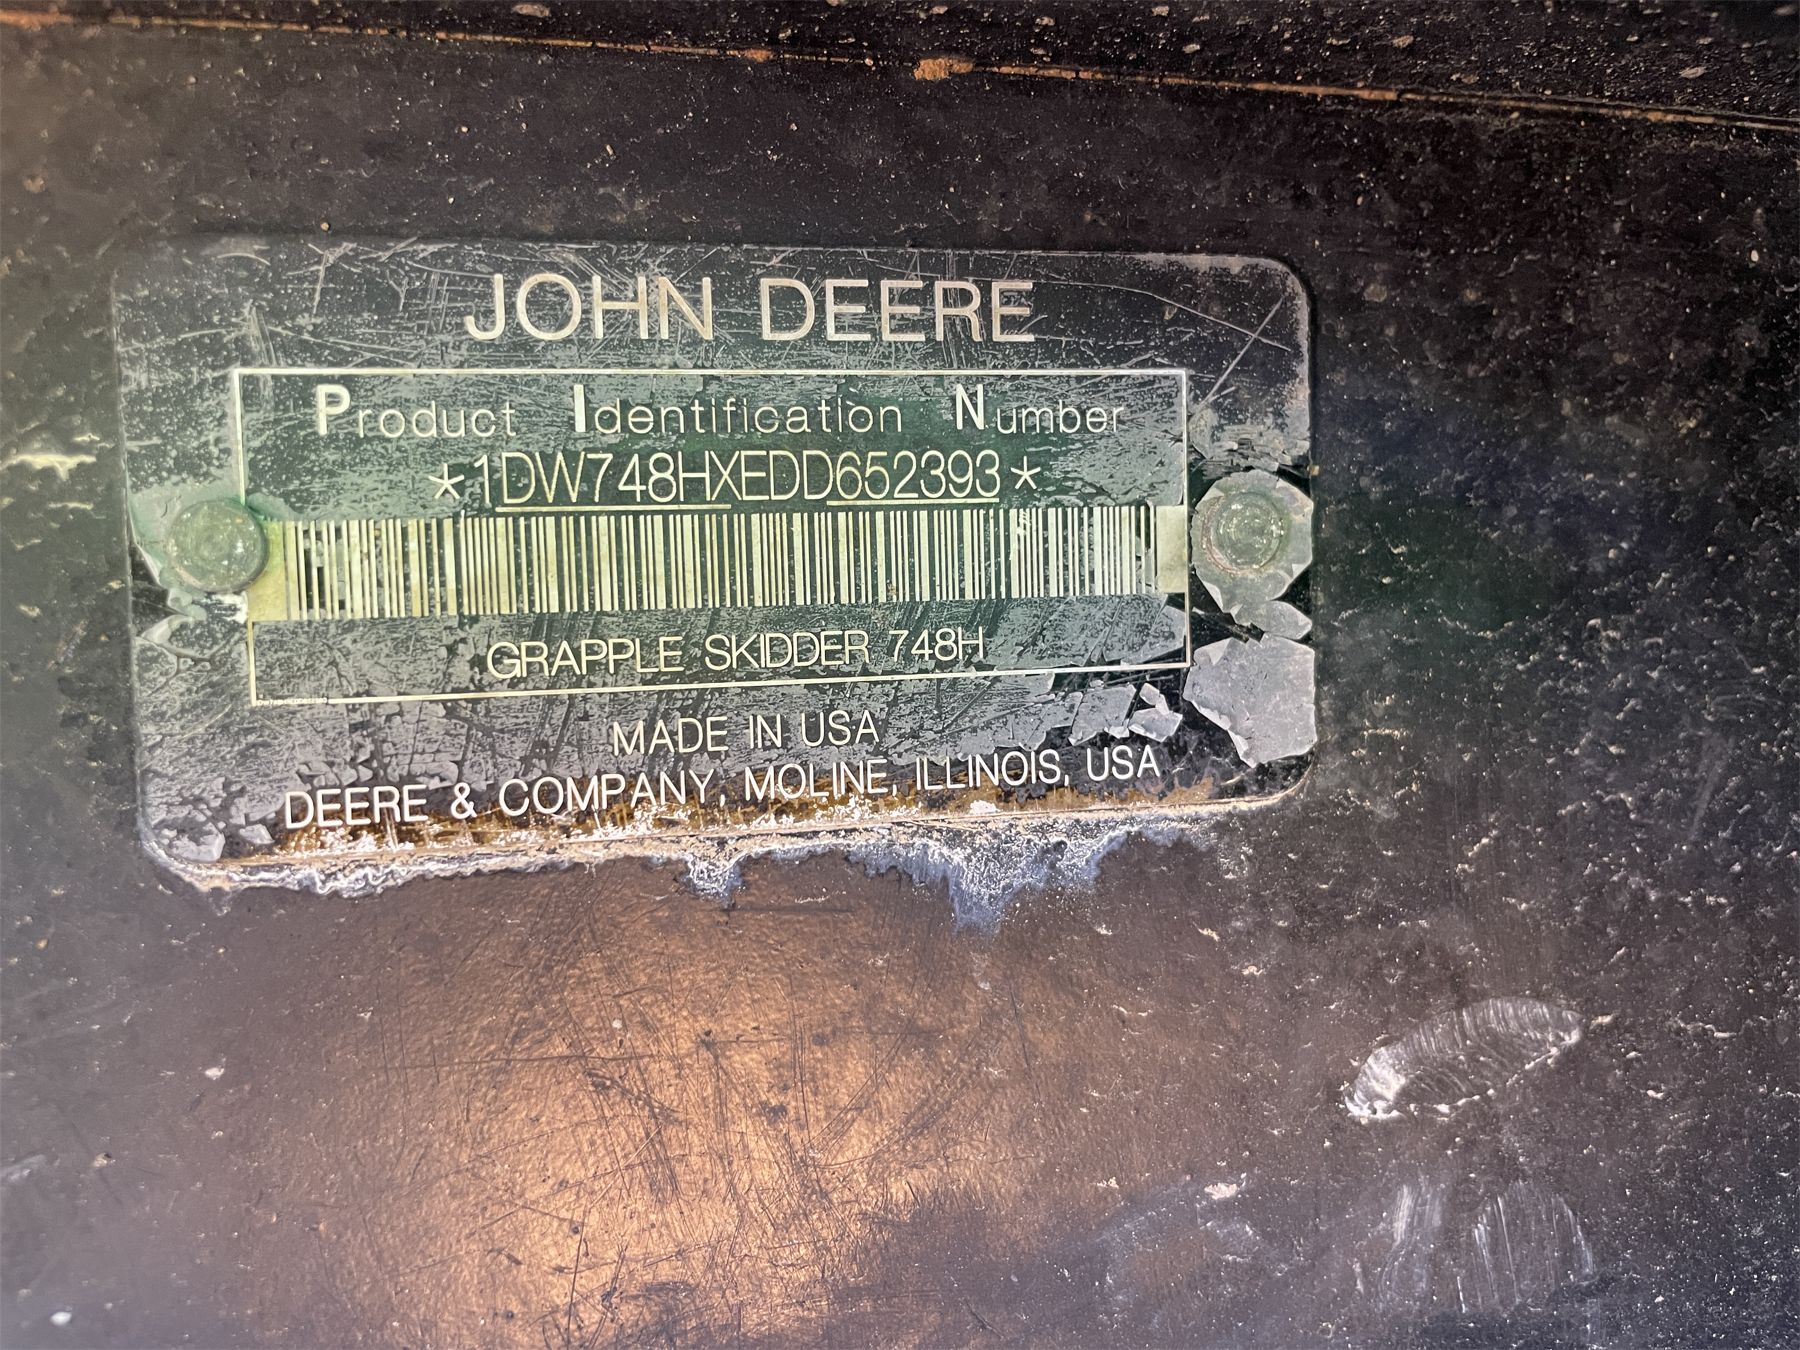 JOHN DEERE
Product Identification Number
*1DW748HXEDD652393*
GRAPPLE SKIDDER 748H
MADE IN USA
DEERE & COMPANY, MOLINE, ILLINOIS, USA